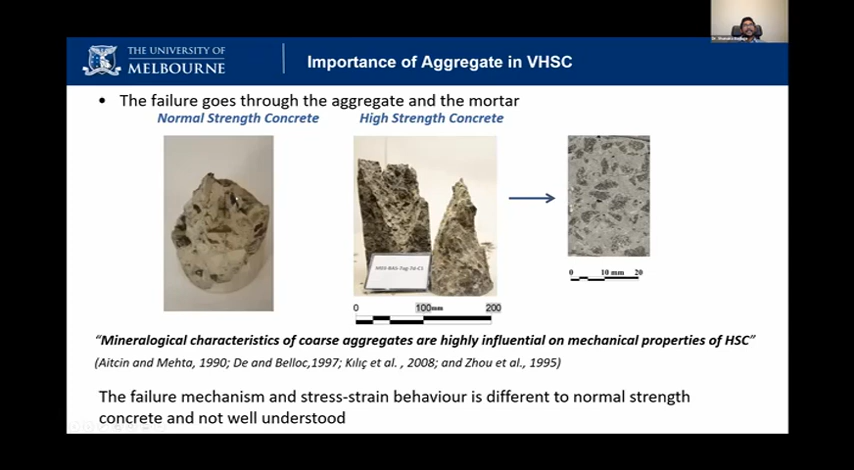 THE UNIVERSITY OF
MELBOURNE
Importance of Aggregate in VHSC
• The failure goes through the aggregate and the mortar
Normal Strength Concrete
High Strength Concrete
0 100mm 200
0 10 mm 20
“Mineralogical characteristics of coarse aggregates are highly influential on mechanical properties of HSC”
(Aitcin and Mehta, 1990; De and Belloc,1997; Kılıç et al. , 2008; and Zhou et al., 1995)
The failure mechanism and stress-strain behaviour is different to normal strength
concrete and not well understood